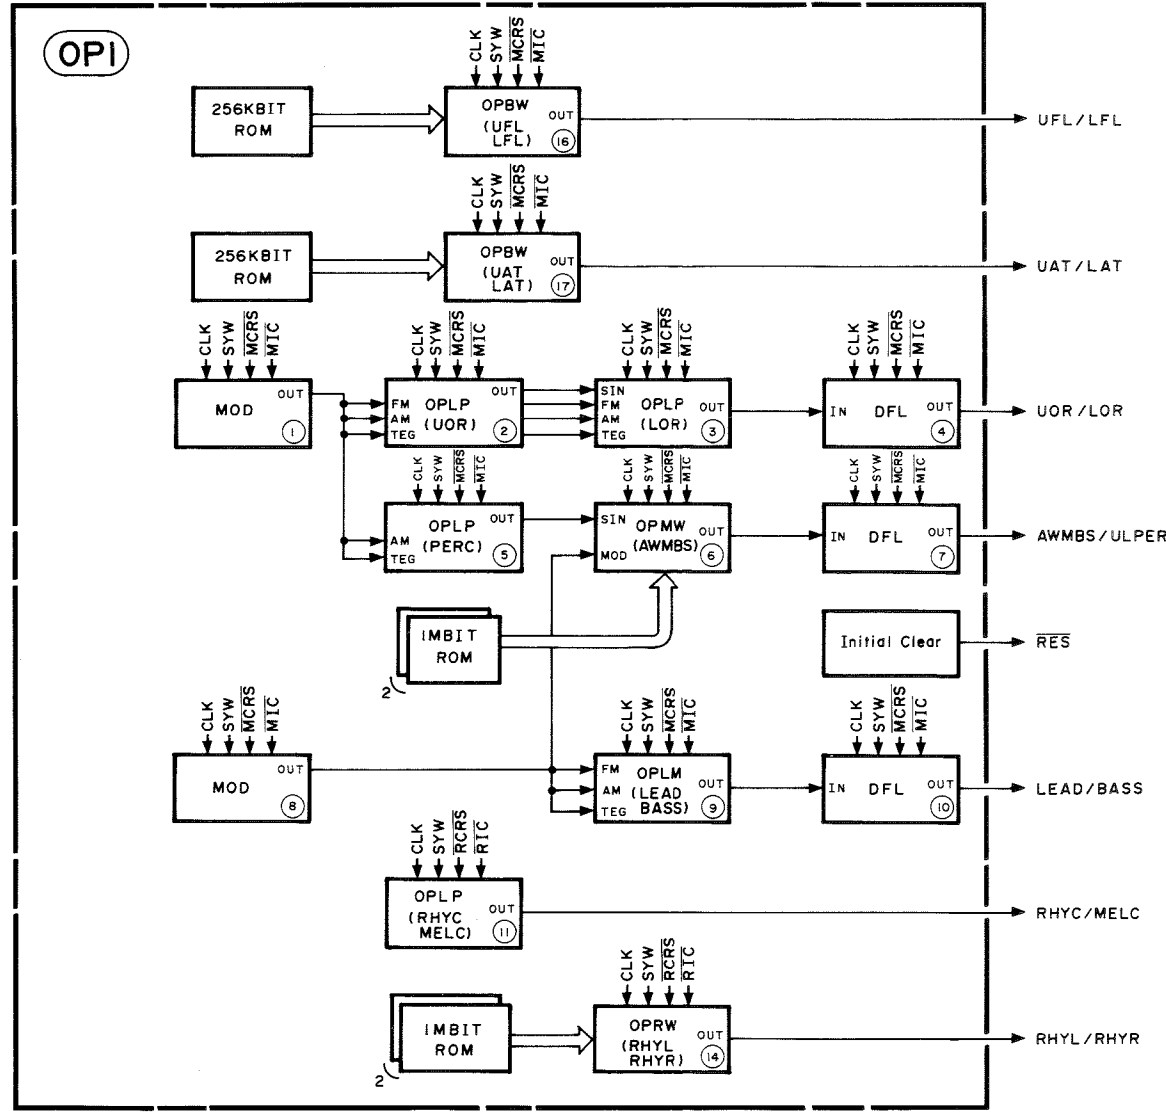 OPI
CLK SYW MCRS MIC
256KBIT
ROM
OPBW
(UFL
LFL)
OUT
16
UFL/LFL
CLK SYW MCRS MIC
256KBIT
ROM
OPBW
(UAT
LAT)
OUT
17
UAT/LAT
CLK SYW MCRS MIC
MOD
OUT
1
CLK SYW MCRS MIC
FM
AM
TEG
OPLP
(UOR)
OUT
2
CLK SYW MCRS MIC
SIN
FM
AM
TEG
OPLP
(LOR)
OUT
3
CLK SYW MCRS MIC
IN
DFL
OUT
4
UOR/LOR
CLK SYW MCRS MIC
AM
TEG
OPLP
(PERC)
OUT
5
CLK SYW MCRS MIC
SIN
MOD
OPMW
(AWMBS)
OUT
6
CLK SYW MCRS MIC
IN
DFL
OUT
7
AWMBS/ULPER
1MBIT
ROM
2
Initial Clear
RES
CLK SYW MCRS MIC
MOD
OUT
8
CLK SYW MCRS MIC
FM
AM
TEG
OPLM
(LEAD
BASS)
OUT
9
CLK SYW MCRS MIC
IN
DFL
OUT
10
LEAD/BASS
CLK SYW RCRS RIC
OPLP
(RHYC
MELC)
OUT
11
RHYC/MELC
CLK SYW RCRS RIC
1MBIT
ROM
2
OPRW
(RHYL
RHYR)
OUT
14
RHYL/RHYR